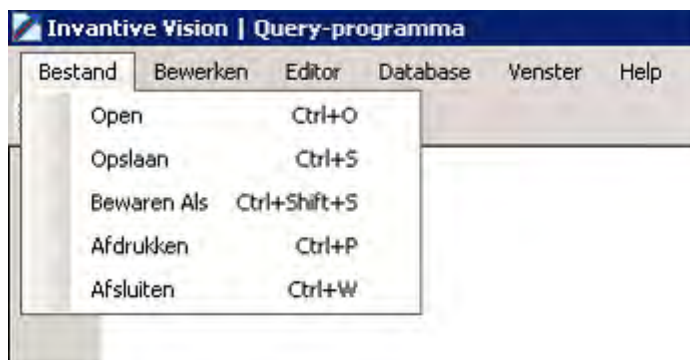 Invantive Vision | Query-programma
Bestand Bewerken Editor Database Venster Help
Open Ctrl+O
Opslaan Ctrl+S
Bewaren Als Ctrl+Shift+S
Afdrukken Ctrl+P
Afsluiten Ctrl+W